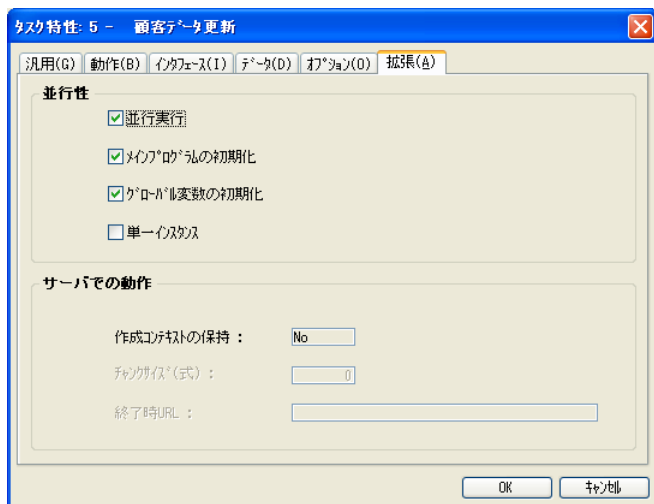 ﾀｽｸ特性: 5 -　顧客ﾃﾞｰﾀ更新
汎用(G) 動作(B) ｲﾝﾀﾌｪｰｽ(I) ﾃﾞｰﾀ(D) ｵﾌﾟｼｮﾝ(O) 拡張(A)
並行性
並行実行
ﾒｲﾝﾌﾟﾛｸﾞﾗﾑの初期化
ｸﾞﾛｰﾊﾞﾙ変数の初期化
単一ｲﾝｽﾀﾝｽ
サーバでの動作
作成ｺﾝﾃｷｽﾄの保持 : No
ﾁｬﾝｸｻｲｽﾞ(式) : 0
終了時URL :
OK ｷｬﾝｾﾙ